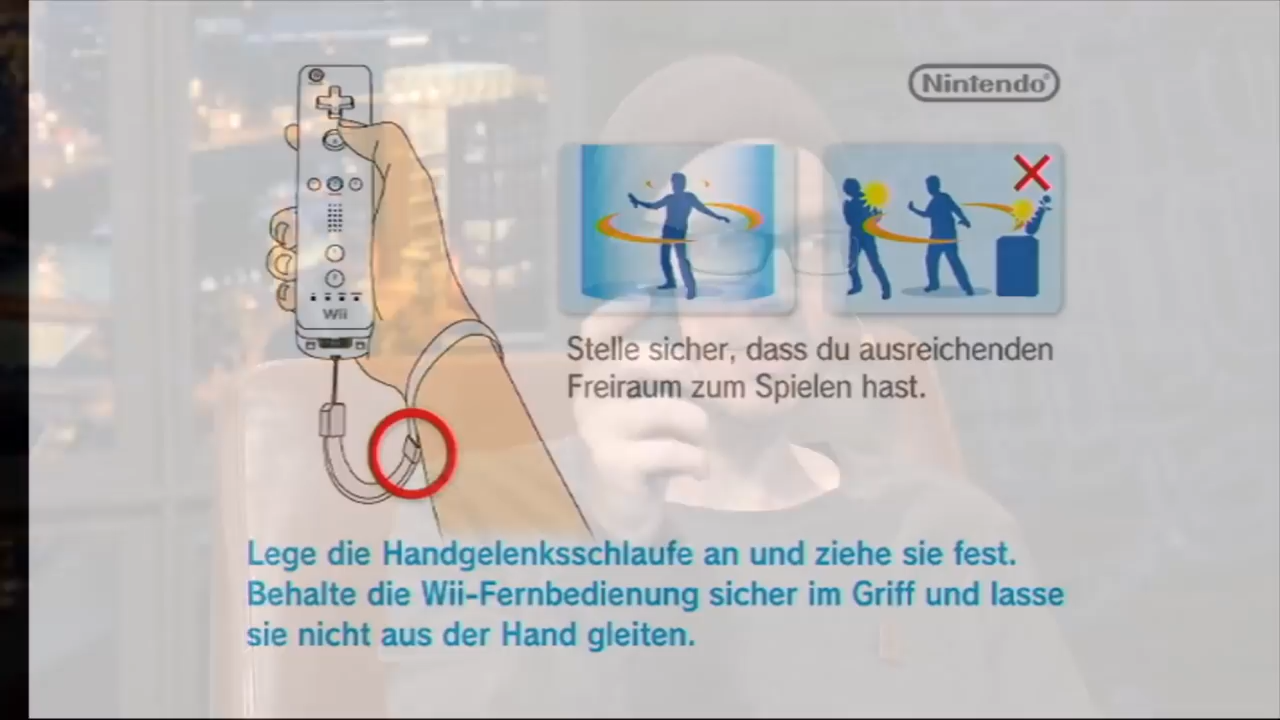 Nintendo®
Wii
Stelle sicher, dass du ausreichenden
Freiraum zum Spielen hast.
Lege die Handgelenksschlaufe an und ziehe sie fest.
Behalte die Wii-Fernbedienung sicher im Griff und lasse
sie nicht aus der Hand gleiten.